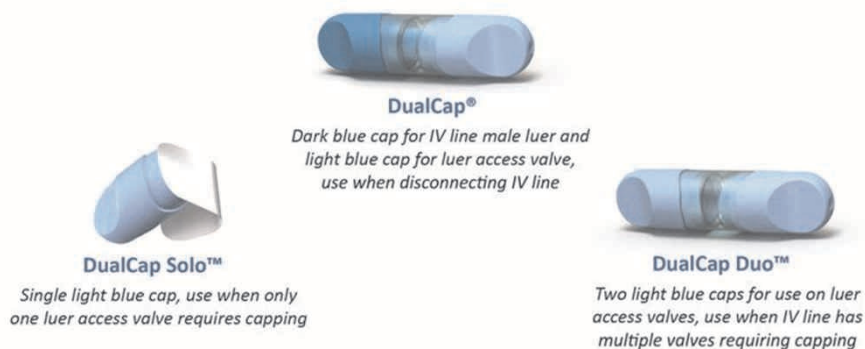 DualCap®
Dark blue cap for IV line male luer and
light blue cap for luer access valve,
use when disconnecting IV line
DualCap Solo™
Single light blue cap, use when only
one luer access valve requires capping
DualCap Duo™
Two light blue caps for use on luer
access valves, use when IV line has
multiple valves requiring capping